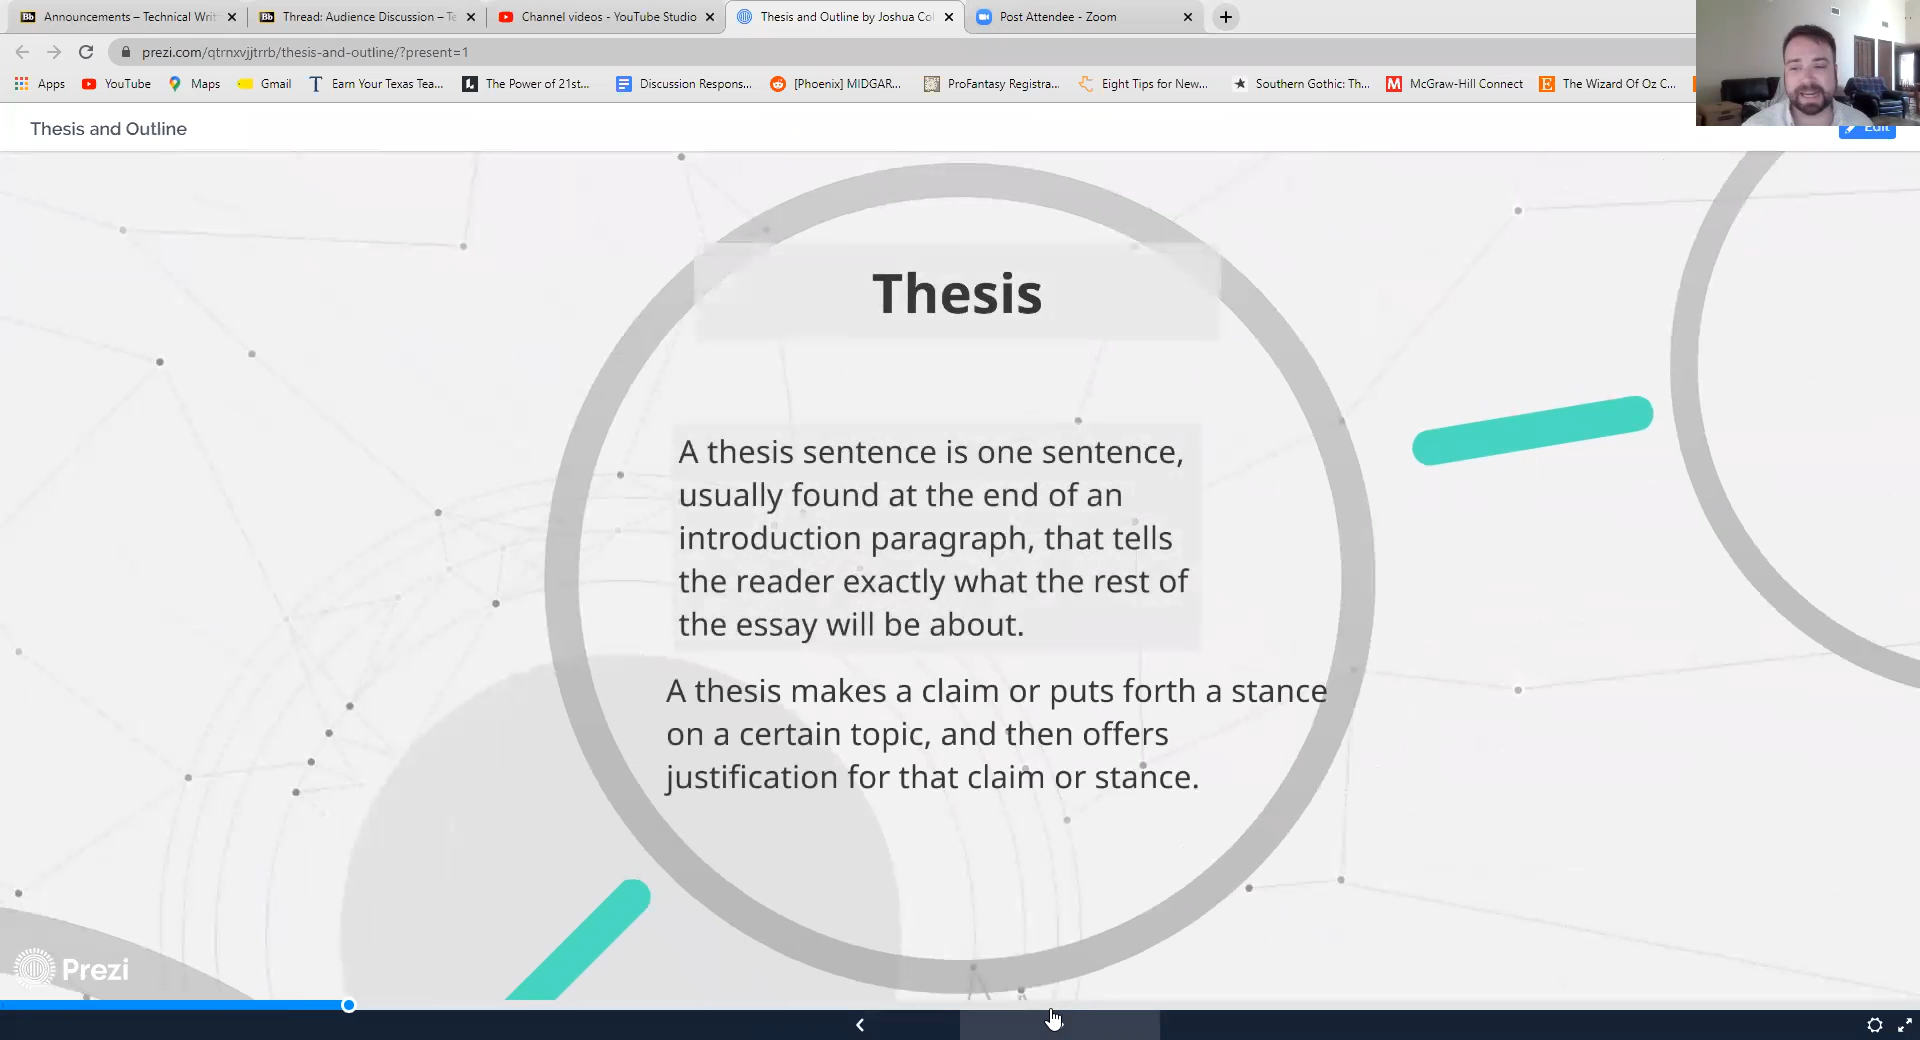 Announcements – Technical Writ
Thread: Audience Discussion – Te
Channel videos - YouTube Studio
Thesis and Outline by Joshua Col
Post Attendee - Zoom
prezi.com/qtrnxvjjtrrb/thesis-and-outline/?present=1
Apps
YouTube
Maps
Gmail
Earn Your Texas Tea...
The Power of 21st...
Discussion Respons...
[Phoenix] MIDGAR...
ProFantasy Registra...
Eight Tips for New...
Southern Gothic: Th...
McGraw-Hill Connect
The Wizard Of Oz C...
Thesis and Outline
Edit
Thesis
A thesis sentence is one sentence,
usually found at the end of an
introduction paragraph, that tells
the reader exactly what the rest of
the essay will be about.
A thesis makes a claim or puts forth a stance
on a certain topic, and then offers
justification for that claim or stance.
Prezi